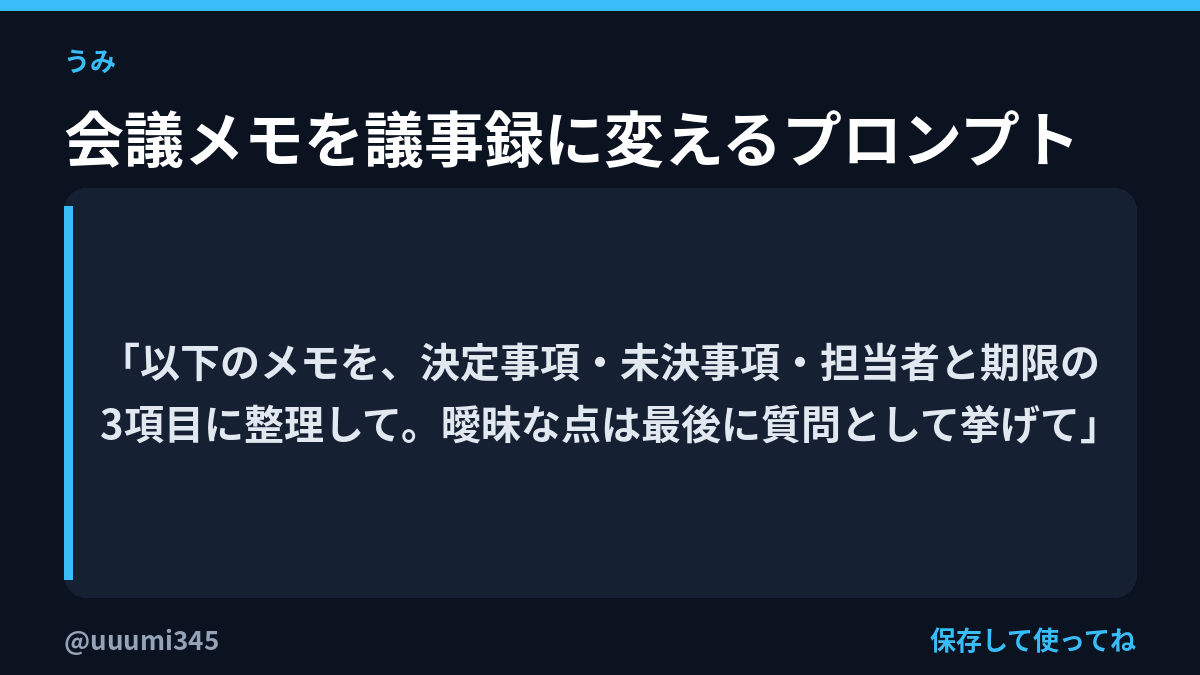 うみ
会議メモを議事録に変えるプロンプト
「以下のメモを、決定事項・未決事項・担当者と期限の
3項目に整理して。曖昧な点は最後に質問として挙げて」
@uuumi345
保存して使ってね